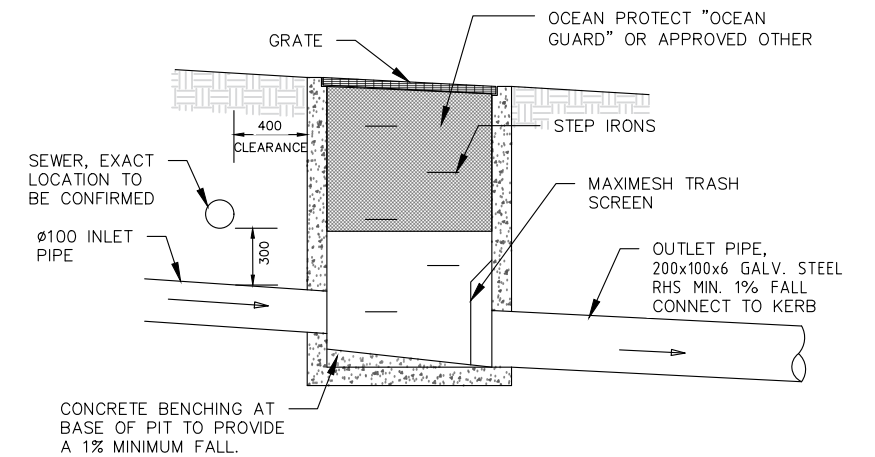 OCEAN PROTECT "OCEAN
GUARD" OR APPROVED OTHER
GRATE
STEP IRONS
400
CLEARANCE
SEWER, EXACT
LOCATION TO
BE CONFIRMED
MAXIMESH TRASH
SCREEN
ø100 INLET
PIPE
300
OUTLET PIPE,
200x100x6 GALV. STEEL
RHS MIN. 1% FALL
CONNECT TO KERB
CONCRETE BENCHING AT
BASE OF PIT TO PROVIDE
A 1% MINIMUM FALL.